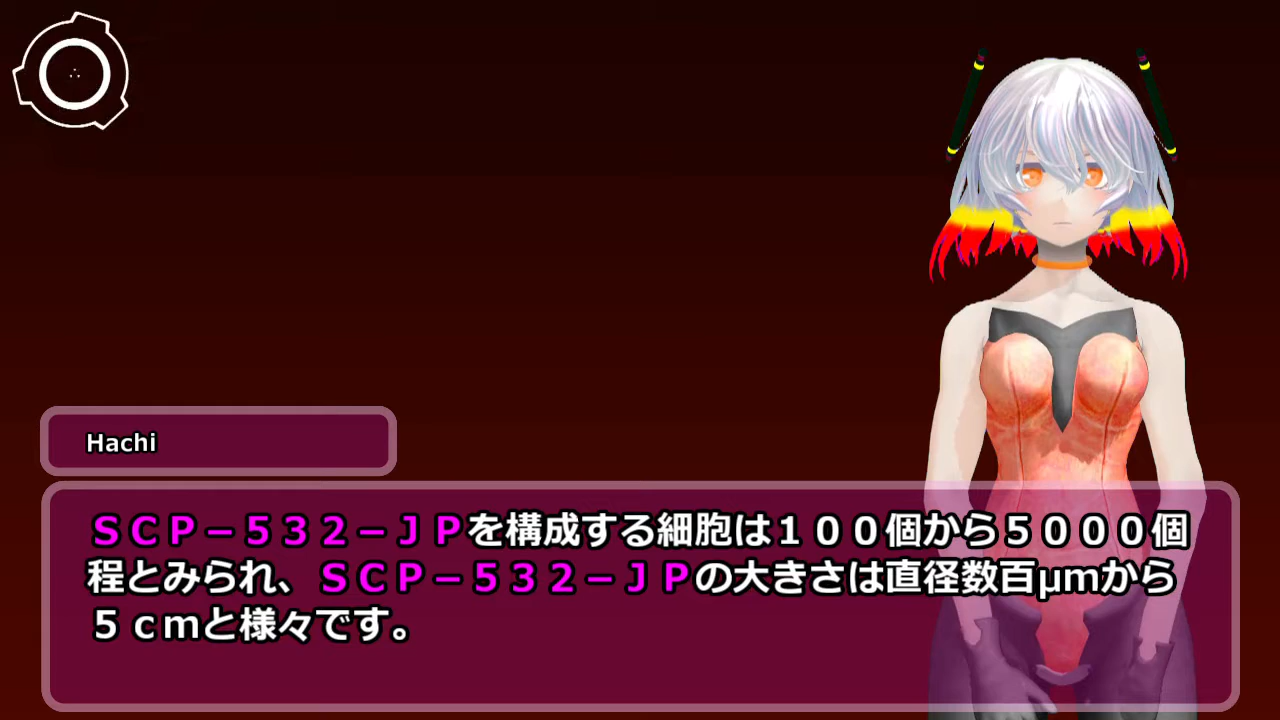 Hachi
ＳＣＰ－５３２－ＪＰを構成する細胞は１００個から５０００個
程とみられ、ＳＣＰ－５３２－ＪＰの大きさは直径数百μmから
５ｃｍと様々です。